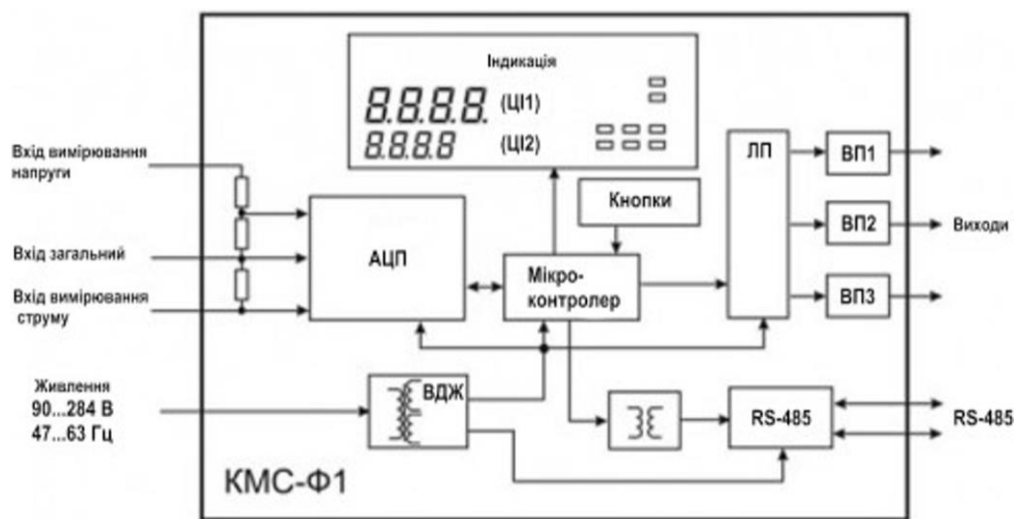 Індикація
8.8.8.8. (ЦІ1)
8.8.8.8 (ЦІ2)
Вхід вимірювання
напруги
Вхід загальний
Вхід вимірювання
струму
АЦП
Кнопки
Мікро-
контролер
ЛП
ВП1
ВП2
ВП3
Виходи
Живлення
90...284 В
47...63 Гц
ВДЖ
RS-485
RS-485
КМС-Ф1